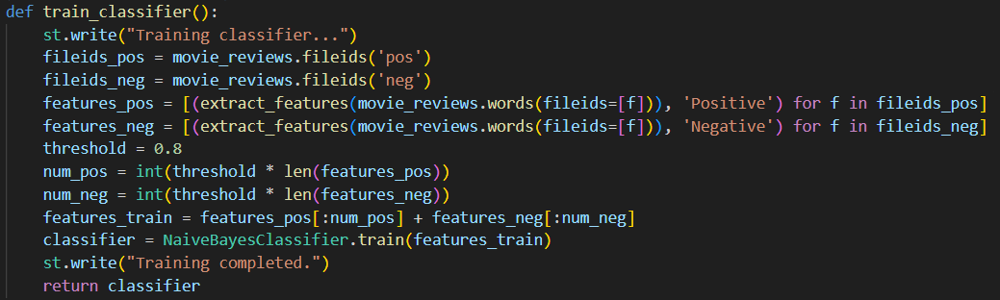 def train_classifier():
    st.write("Training classifier...")
    fileids_pos = movie_reviews.fileids('pos')
    fileids_neg = movie_reviews.fileids('neg')
    features_pos = [(extract_features(movie_reviews.words(fileids=[f])), 'Positive') for f in fileids_pos]
    features_neg = [(extract_features(movie_reviews.words(fileids=[f])), 'Negative') for f in fileids_neg]
    threshold = 0.8
    num_pos = int(threshold * len(features_pos))
    num_neg = int(threshold * len(features_neg))
    features_train = features_pos[:num_pos] + features_neg[:num_neg]
    classifier = NaiveBayesClassifier.train(features_train)
    st.write("Training completed.")
    return classifier